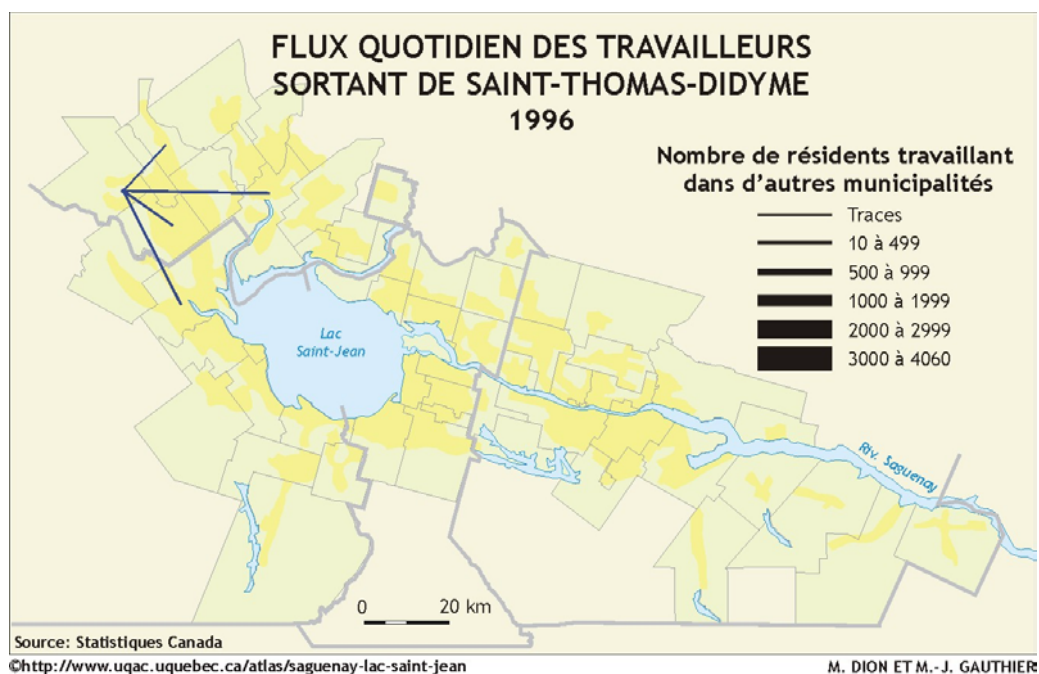 FLUX QUOTIDIEN DES TRAVAILLEURS
SORTANT DE SAINT-THOMAS-DIDYME
1996
Nombre de résidents travaillant
dans d'autres municipalités
Traces
10 à 499
500 à 999
1000 à 1999
2000 à 2999
3000 à 4060
Lac
Saint-Jean
Riv. Saguenay
0 20 km
Source: Statistiques Canada
©http://www.uqac.uquebec.ca/atlas/saguenay-lac-saint-jean
M. DION ET M.-J. GAUTHIER